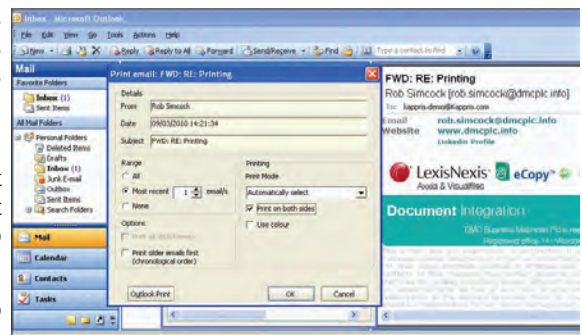 Inbox - Microsoft Outlook
File Edit View Go Tools Actions Help
New Reply Reply to All Forward Send/Receive Find Type a contact to find
Mail
Favorite Folders
Inbox (1)
Sent Items
All Mail Folders
Personal Folders
Deleted Items
Drafts
Inbox (1)
Junk E-mail
Outbox
Sent Items
Search Folders
Mail
Calendar
Contacts
Tasks
Print email: FWD: RE: Printing
Details
From Rob Simcock
Date 09/03/2010 14:21:34
Subject FWD: RE: Printing
Range
All
Most recent 1 email/s
None
Options
Print older emails first
(chronological order)
Printing
Print Mode
Automatically select
Print on both sides
Use colour
Outlook Print OK Cancel
FWD: RE: Printing
Rob Simcock [rob.simcock@dmcplc.info]
To:
Email rob.simcock@dmcplc.info
Website www.dmcplc.info
LinkedIn Profile
LexisNexis eCopy
Axxia & Visualfiles
Document Integration